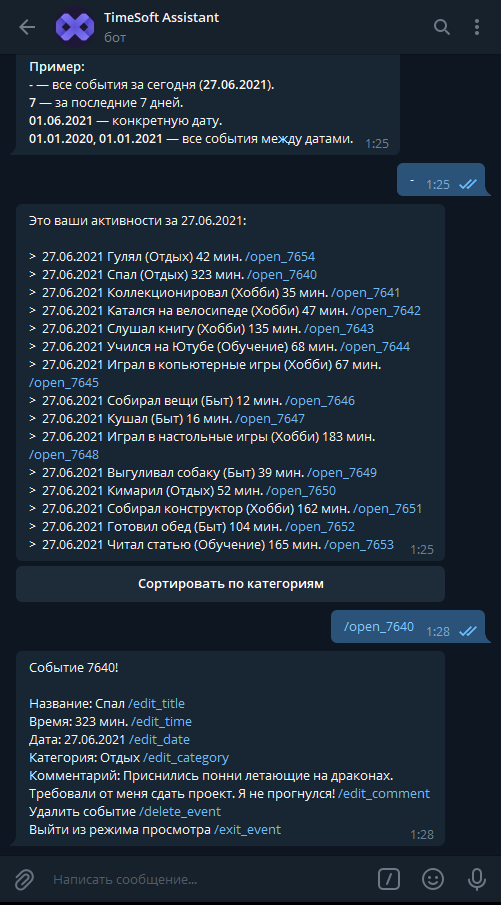 TimeSoft Assistant
бот
Пример:
- — все события за сегодня (27.06.2021).
7 — за последние 7 дней.
01.06.2021 — конкретную дату.
01.01.2020, 01.01.2021 — все события между датами.
1:25
- 1:25
Это ваши активности за 27.06.2021:
> 27.06.2021 Гулял (Отдых) 42 мин. /open_7654
> 27.06.2021 Спал (Отдых) 323 мин. /open_7640
> 27.06.2021 Коллекционировал (Хобби) 35 мин. /open_7641
> 27.06.2021 Катался на велосипеде (Хобби) 47 мин. /open_7642
> 27.06.2021 Слушал книгу (Хобби) 135 мин. /open_7643
> 27.06.2021 Учился на Ютубе (Обучение) 68 мин. /open_7644
> 27.06.2021 Играл в копьютерные игры (Хобби) 67 мин.
/open_7645
> 27.06.2021 Собирал вещи (Быт) 12 мин. /open_7646
> 27.06.2021 Кушал (Быт) 16 мин. /open_7647
> 27.06.2021 Играл в настольные игры (Хобби) 183 мин.
/open_7648
> 27.06.2021 Выгуливал собаку (Быт) 39 мин. /open_7649
> 27.06.2021 Кимарил (Отдых) 52 мин. /open_7650
> 27.06.2021 Собирал конструктор (Хобби) 162 мин. /open_7651
> 27.06.2021 Готовил обед (Быт) 104 мин. /open_7652
> 27.06.2021 Читал статью (Обучение) 165 мин. /open_7653
1:25
Сортировать по категориям
/open_7640 1:28
Событие 7640!
Название: Спал /edit_title
Время: 323 мин. /edit_time
Дата: 27.06.2021 /edit_date
Категория: Отдых /edit_category
Комментарий: Приснились понни летающие на драконах.
Требовали от меня сдать проект. Я не прогнулся! /edit_comment
Удалить событие /delete_event
Выйти из режима просмотра /exit_event
1:28
Написать сообщение...